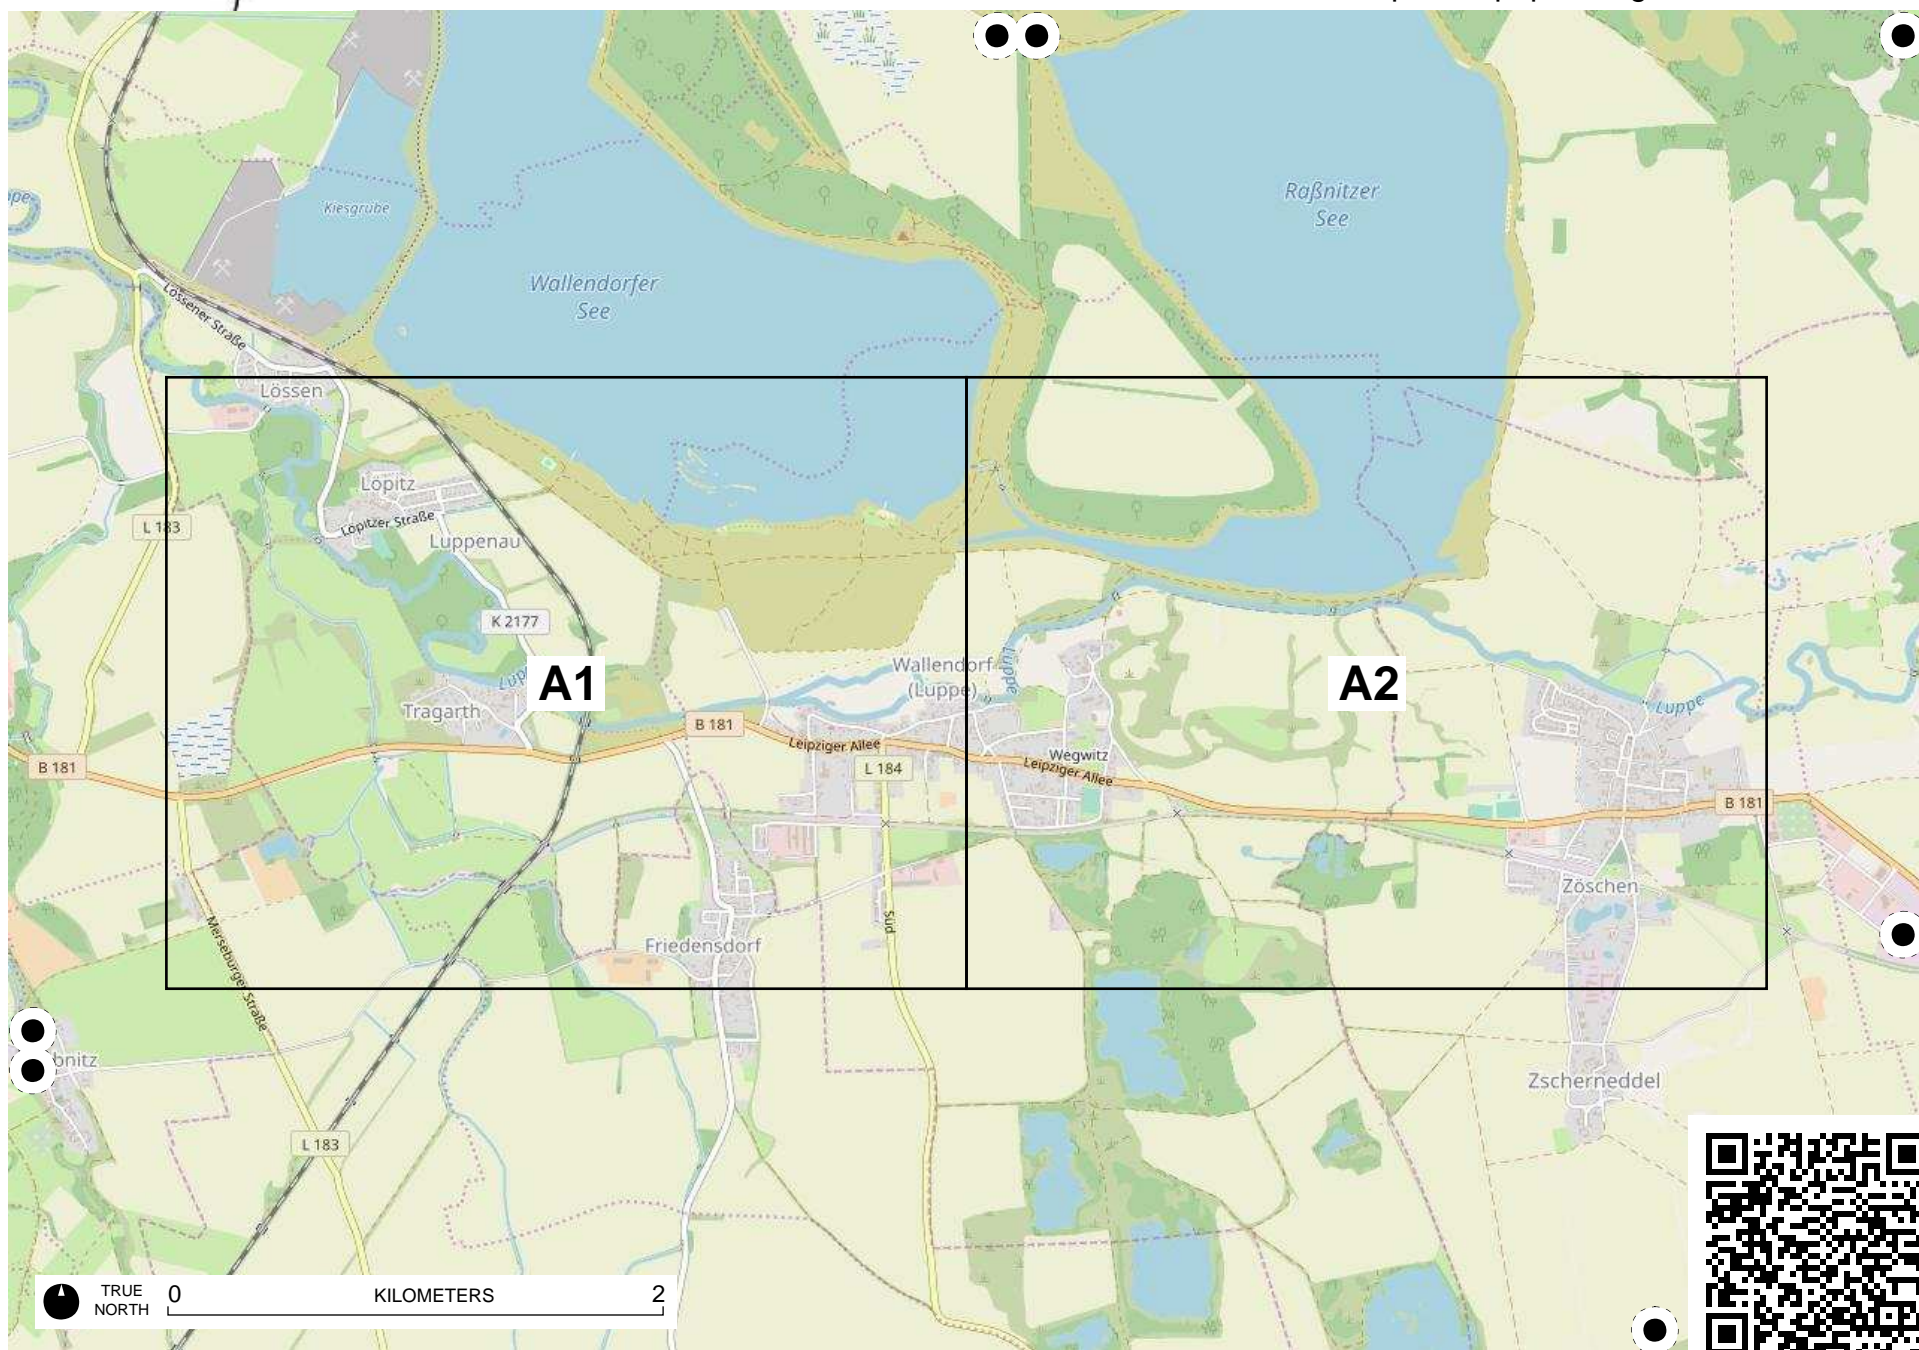 Kiesgrube
Raßnitzer
See
Wallendorfer
See
Lössener Straße
Lössen
Löpitz
Löpitzer Straße
L 183
Luppenau
K 2177
Wallendorf
(Luppe)
Luppe
A1
A2
Tragarth
Luppe
B 181
Leipziger Allee
Wegwitz
Leipziger Allee
B 181
L 184
B 181
Zöschen
Merseburger Straße
Süd
Friedensdorf
bnitz
Zscherneddel
L 183
TRUE
NORTH
0 KILOMETERS 2